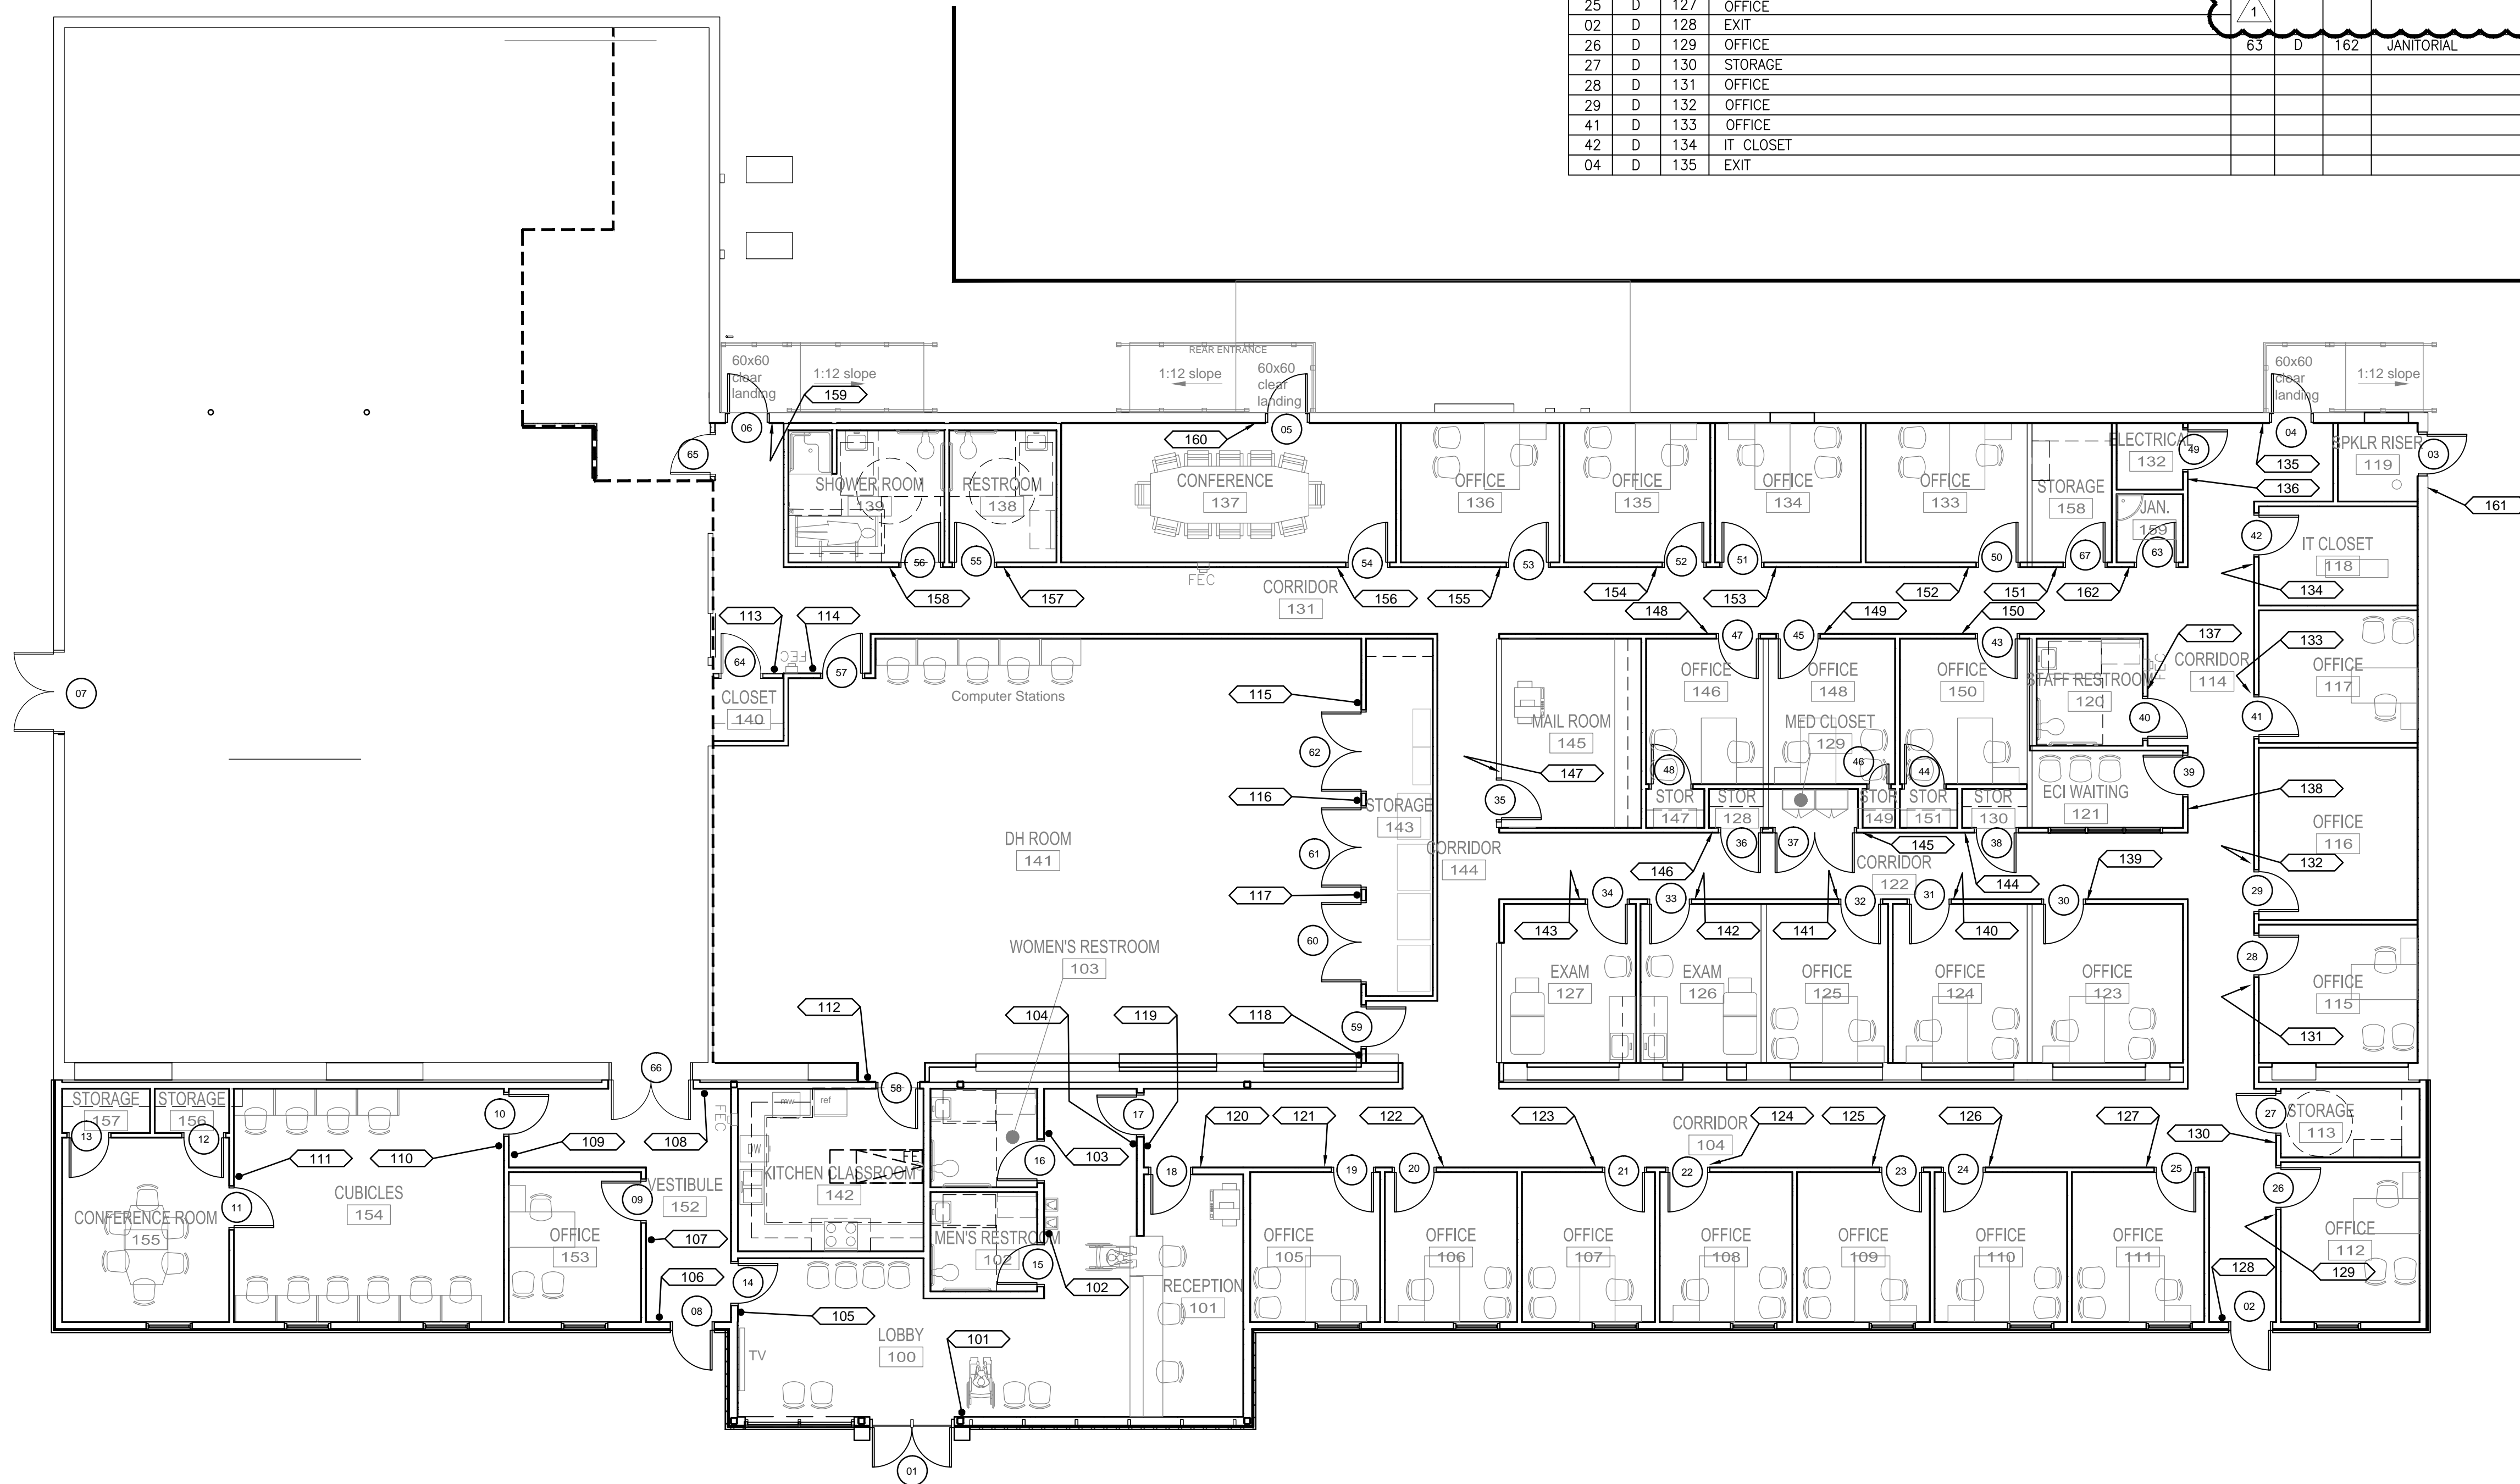 25 D 127 OFFICE
1
02 D 128 EXIT
26 D 129 OFFICE 63 D 162 JANITORIAL
27 D 130 STORAGE
28 D 131 OFFICE
29 D 132 OFFICE
41 D 133 OFFICE
42 D 134 IT CLOSET
04 D 135 EXIT
REAR ENTRANCE
60x60
clear
landing
1:12 slope
159
1:12 slope
60x60
clear
landing
60x60
clear
landing
1:12 slope
06
65
160
05
04
03
49
SHOWER ROOM
139
RESTROOM
138
CONFERENCE
137
OFFICE
136
OFFICE
135
OFFICE
134
OFFICE
133
STORAGE
158
ELECTRICAL
132
JAN.
159
SPKLR RISER
119
135
136
161
56
55
54
53
52
51
50
67
63
42
IT CLOSET
118
158
157
FEC
CORRIDOR
131
156
155
154
153
152
151
162
134
148
149
150
113
114
FEC
64
57
47
45
43
137
133
07
CLOSET
140
Computer Stations
115
62
116
61
117
60
118
59
DH ROOM
141
STORAGE
143
CORRIDOR
144
MAIL ROOM
145
147
35
OFFICE
146
OFFICE
148
MED CLOSET
129
OFFICE
150
STAFF RESTROOM
120
FEC
CORRIDOR
114
OFFICE
117
40
41
48
46
44
39
STOR
147
STOR
128
STOR
149
STOR
151
STOR
130
ECI WAITING
121
138
OFFICE
116
36
37
38
146
145
CORRIDOR
122
144
139
132
34
33
32
31
30
29
143
142
141
140
28
EXAM
127
EXAM
126
OFFICE
125
OFFICE
124
OFFICE
123
OFFICE
115
131
WOMEN'S RESTROOM
103
112
104
119
66
58
STORAGE
157
STORAGE
156
13
12
10
111
110
109
108
FEC
mw
ref
DW
17
16
103
120
121
122
123
CORRIDOR
104
124
125
126
127
27
STORAGE
113
130
CONFERENCE ROOM
155
11
CUBICLES
154
09
OFFICE
153
VESTIBULE
152
KITCHEN CLASSROOM
142
107
106
08
14
105
MEN'S RESTROOM
102
15
102
18
19
20
21
22
23
24
25
26
RECEPTION
101
OFFICE
105
OFFICE
106
OFFICE
107
OFFICE
108
OFFICE
109
OFFICE
110
OFFICE
111
OFFICE
112
128
129
02
TV
LOBBY
100
101
01